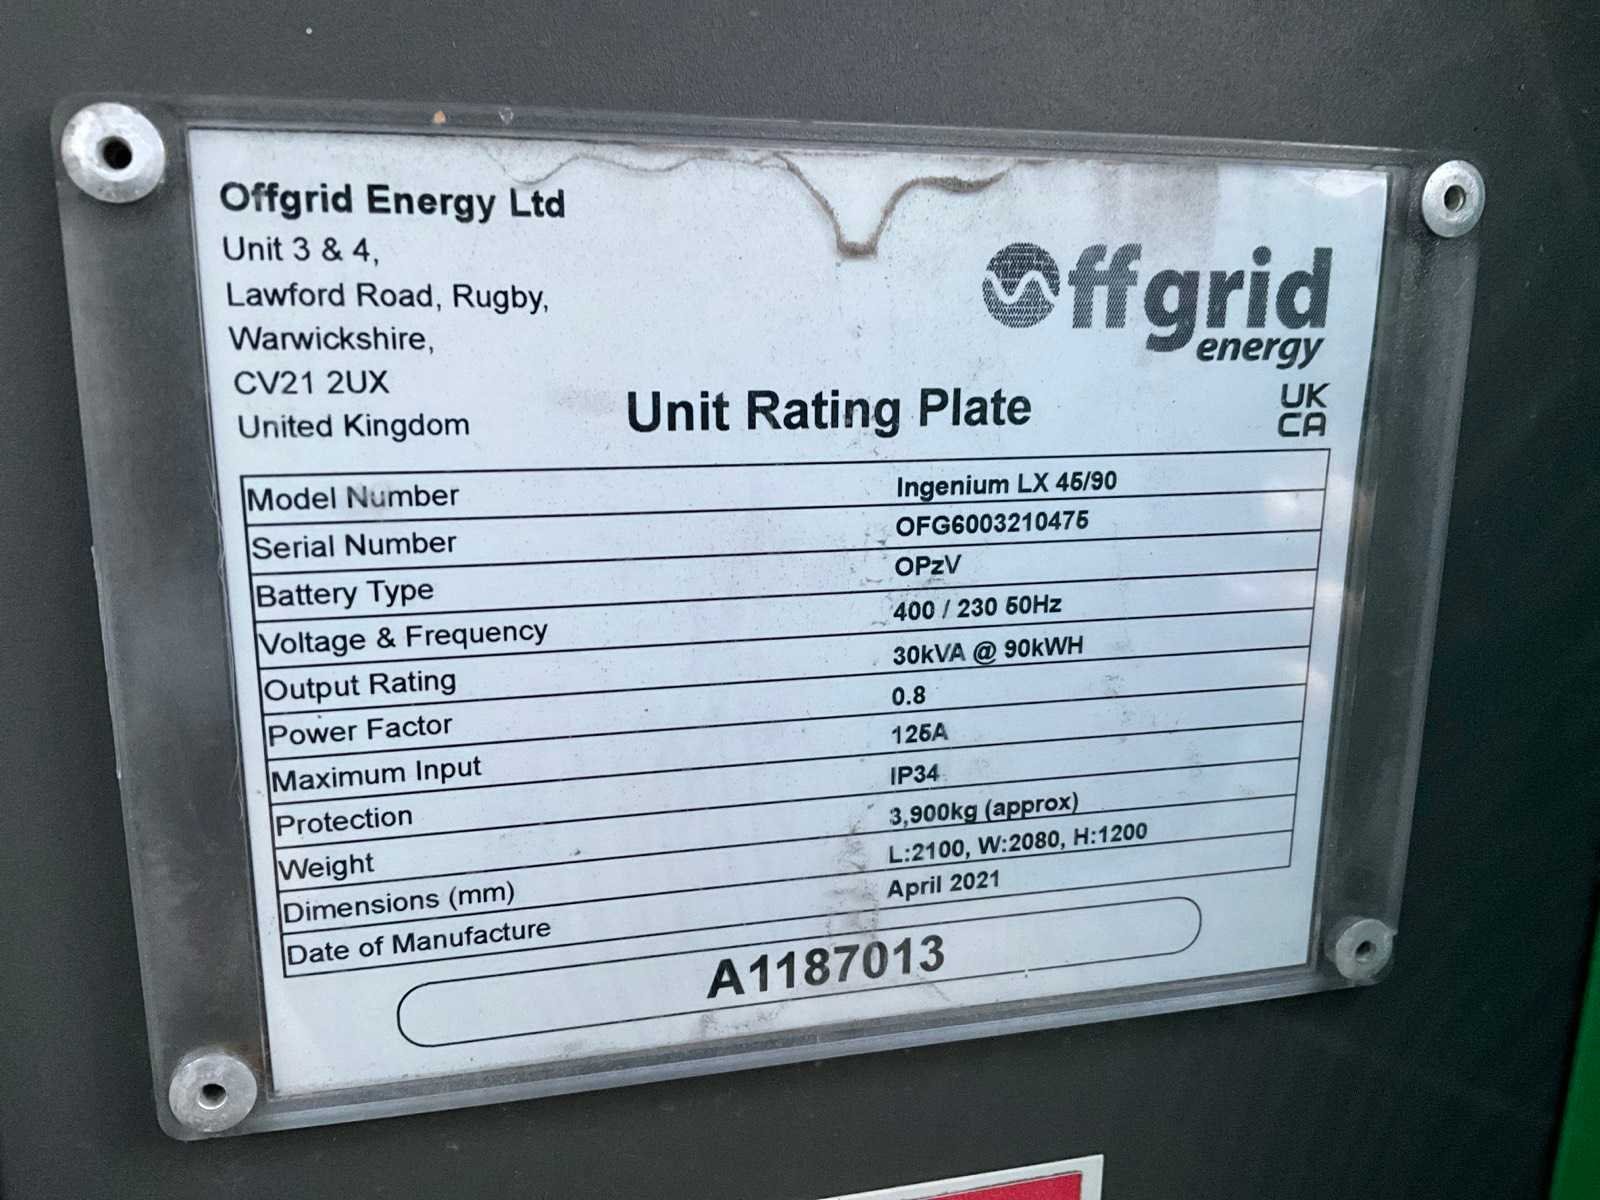 Offgrid Energy Ltd
Unit 3 & 4,
Lawford Road, Rugby,
Warwickshire,
CV21 2UX
United Kingdom
Offgrid
energy
Unit Rating Plate
UK
CA
Model Number Ingenium LX 45/90
Serial Number OFG6003210475
Battery Type OPzV
Voltage & Frequency 400 / 230 50Hz
Output Rating 30kVA @ 90kWH
Power Factor 0.8
Maximum Input 125A
Protection IP34
Weight 3,900kg (approx)
Dimensions (mm) L:2100, W:2080, H:1200
Date of Manufacture April 2021
A1187013